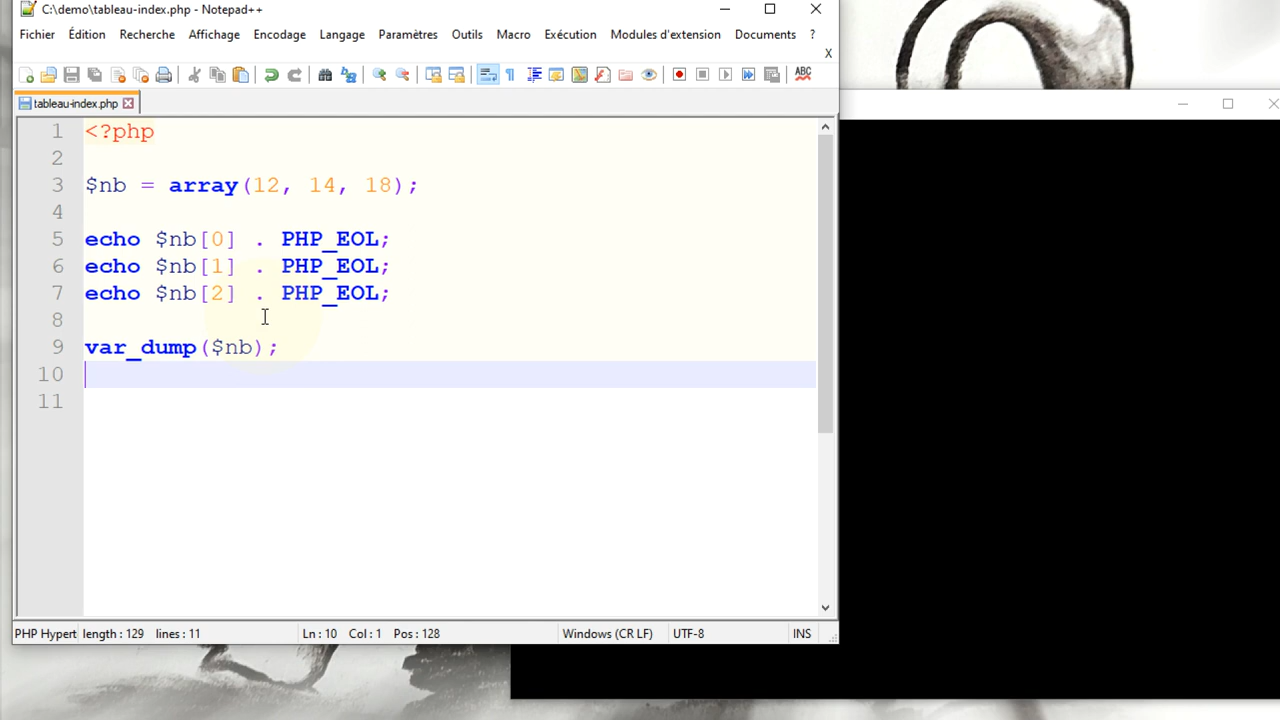 C:\demo\tableau-index.php - Notepad++
Fichier Édition Recherche Affichage Encodage Langage Paramètres Outils Macro Exécution Modules d'extension Documents ?
X
ABC
tableau-index.php
1 <?php
2
3 $nb = array(12, 14, 18);
4
5 echo $nb[0] . PHP_EOL;
6 echo $nb[1] . PHP_EOL;
7 echo $nb[2] . PHP_EOL;
8
9 var_dump($nb);
10
11
PHP Hypert length : 129 lines : 11 Ln : 10 Col : 1 Pos : 128 Windows (CR LF) UTF-8 INS